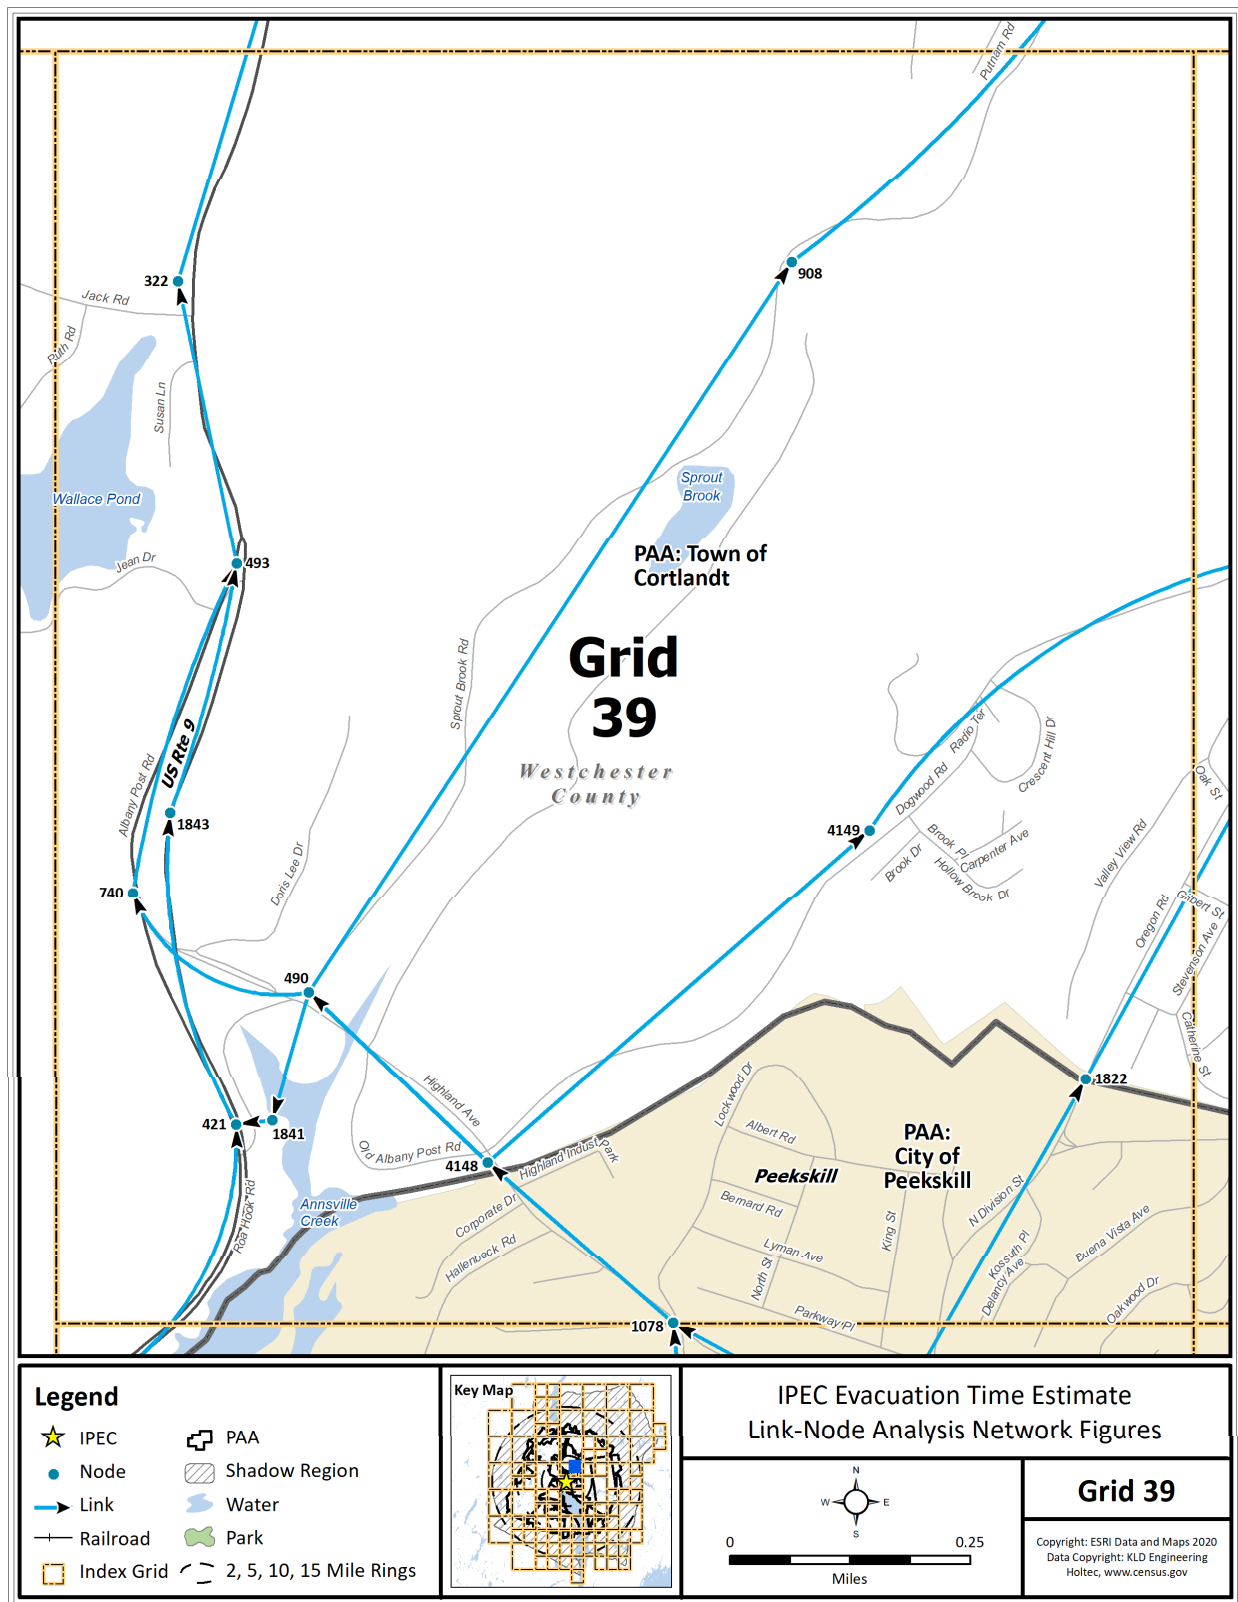 Putnam Rd
322
908
Jack Rd
Ruth Rd
Susan Ln
Wallace Pond
Sprout
Brook
PAA: Town of
Cortlandt
Jean Dr
493
Grid
39
Sprout Brook Rd
Westchester
County
US Rte 9
Albany Post Rd
Radio Ter
Crescent Hill Dr
Oak St
Dogwood Rd
1843
4149
Brook Pl
Carpenter Ave
Brook Dr
Hollow Brook Dr
Valley View Rd
Doris Lee Dr
740
Gilbert St
Oregon Rd
Stevenson Ave
490
Catherine St
1822
Highland Ave
Lockwood Dr
421
1841
Albert Rd
PAA:
City of
Peekskill
Old Albany Post Rd
4148
Highland Indust Park
Peekskill
Roa Hook Rd
Annsville
Creek
Corporate Dr
Bernard Rd
N Division St
King St
Buena Vista Ave
Hallenbeck Rd
Lyman Ave
North St
Kossuth Pl
Delancy Ave
Oakwood Dr
Parkway Pl
1078
Legend
IPEC
Node
Link
Railroad
Index Grid
PAA
Shadow Region
Water
Park
2, 5, 10, 15 Mile Rings
Key Map
IPEC Evacuation Time Estimate
Link-Node Analysis Network Figures
N
W E
S
0 0.25
Miles
Grid 39
Copyright: ESRI Data and Maps 2020
Data Copyright: KLD Engineering
Holtec, www.census.gov